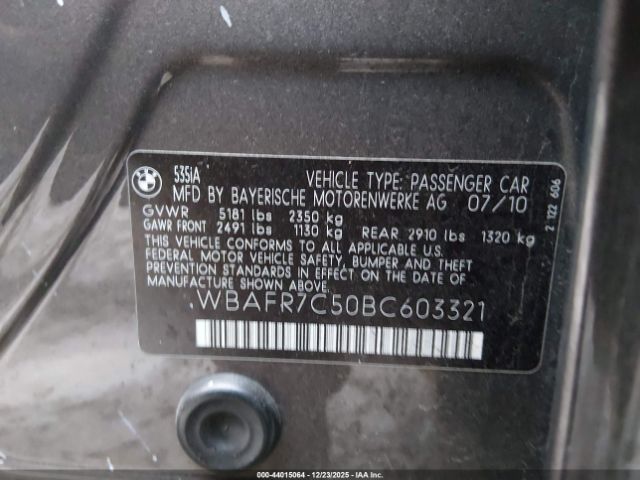 BMW
535iA
VEHICLE TYPE: PASSENGER CAR
MFD BY BAYERISCHE MOTORENWERKE AG 07/10
GVWR 5181 lbs 2350 kg
GAWR FRONT 2491 lbs 1130 kg REAR 2910 lbs 1320 kg
THIS VEHICLE CONFORMS TO ALL APPLICABLE U.S.
FEDERAL MOTOR VEHICLE SAFETY, BUMPER AND THEFT
PREVENTION STANDARDS IN EFFECT ON THE DATE OF
MANUFACTURE SHOWN ABOVE.
.WBAFR7C50BC603321
2 122 606
000-44015064 - 12/23/2025 - IAAI.COM